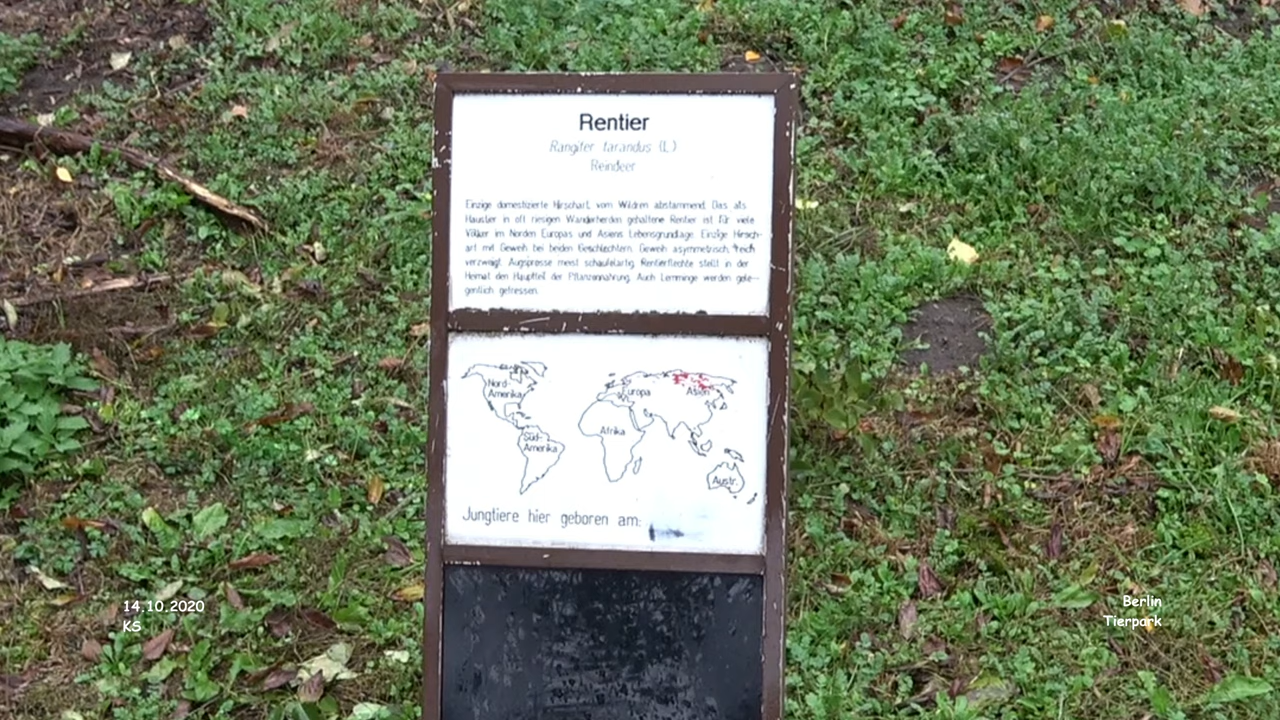 Rentier
Rangifer tarandus (L.)
Reindeer
Einzige domestizierte Hirschart, vom Wildren abstammend. Das als
Haustier in oft riesigen Wanderherden gehaltene Rentier ist für viele
Völker im Norden Europas und Asiens Lebensgrundlage. Einzige Hirsch-
art mit Geweih bei beiden Geschlechtern. Geweih asymmetrisch, reich
verzweigt. Augsprosse meist schaufelartig. Rentierflechte stellt in der
Heimat den Hauptteil der Pflanzennahrung. Auch Lemminge werden gele-
gentlich gefressen.
Nord-
Amerika
Europa
Asien
Afrika
Süd-
Amerika
Austr.
Jungtiere hier geboren am:
14.10.2020
KS
Berlin
Tierpark